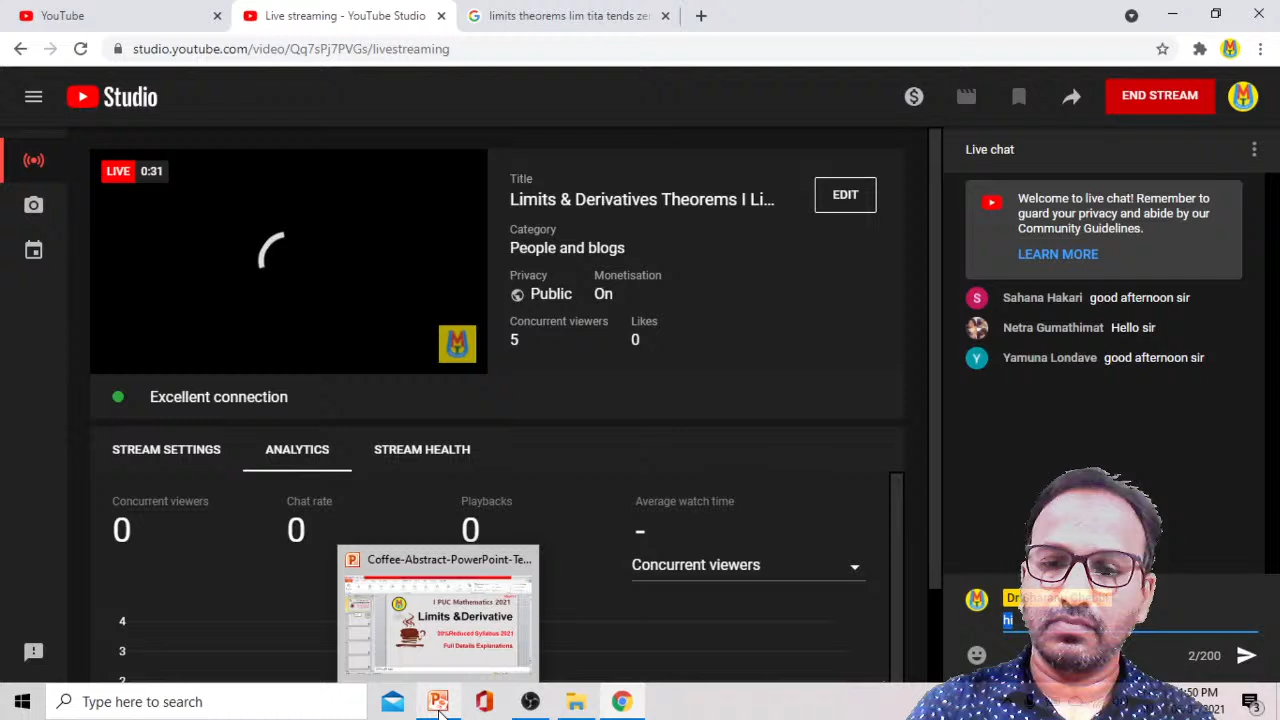 YouTube
Live streaming - YouTube Studio
limits theorems lim tita tends zer
studio.youtube.com/video/Qq7sPj7PVGs/livestreaming
Studio
END STREAM
LIVE 0:31
Title
Limits & Derivatives Theorems I Li...
EDIT
Category
People and blogs
Privacy
Public
Monetisation
On
Concurrent viewers
5
Likes
0
Excellent connection
STREAM SETTINGS
ANALYTICS
STREAM HEALTH
Concurrent viewers
0
Chat rate
0
Playbacks
0
Average watch time
-
Concurrent viewers
4
3
2
Live chat
Welcome to live chat! Remember to
guard your privacy and abide by our
Community Guidelines.
LEARN MORE
Sahana Hakari good afternoon sir
Netra Gumathimat Hello sir
Yamuna Londave good afternoon sir
hi
2/200
Coffee-Abstract-PowerPoint-Te...
I PUC Mathematics 2021
Limits &Derivative
30%Reduced Syllabus 2021
Full Details Explanations
Type here to search
:50 PM
2021
3